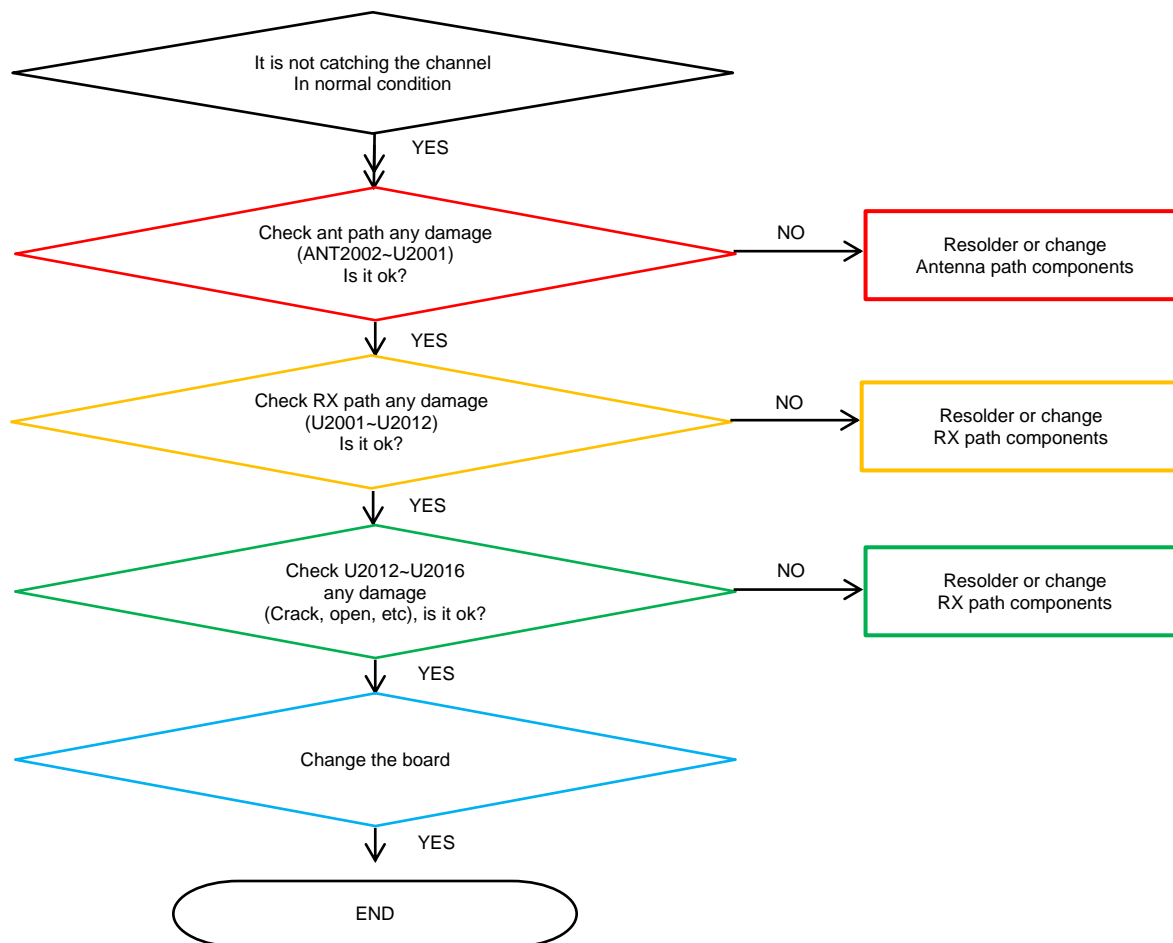 It is not catching the channel
In normal condition
YES
Check ant path any damage
(ANT2002~U2001)
Is it ok?
NO
Resolder or change
Antenna path components
YES
Check RX path any damage
(U2001~U2012)
Is it ok?
NO
Resolder or change
RX path components
YES
Check U2012~U2016
any damage
(Crack, open, etc), is it ok?
NO
Resolder or change
RX path components
YES
Change the board
YES
END